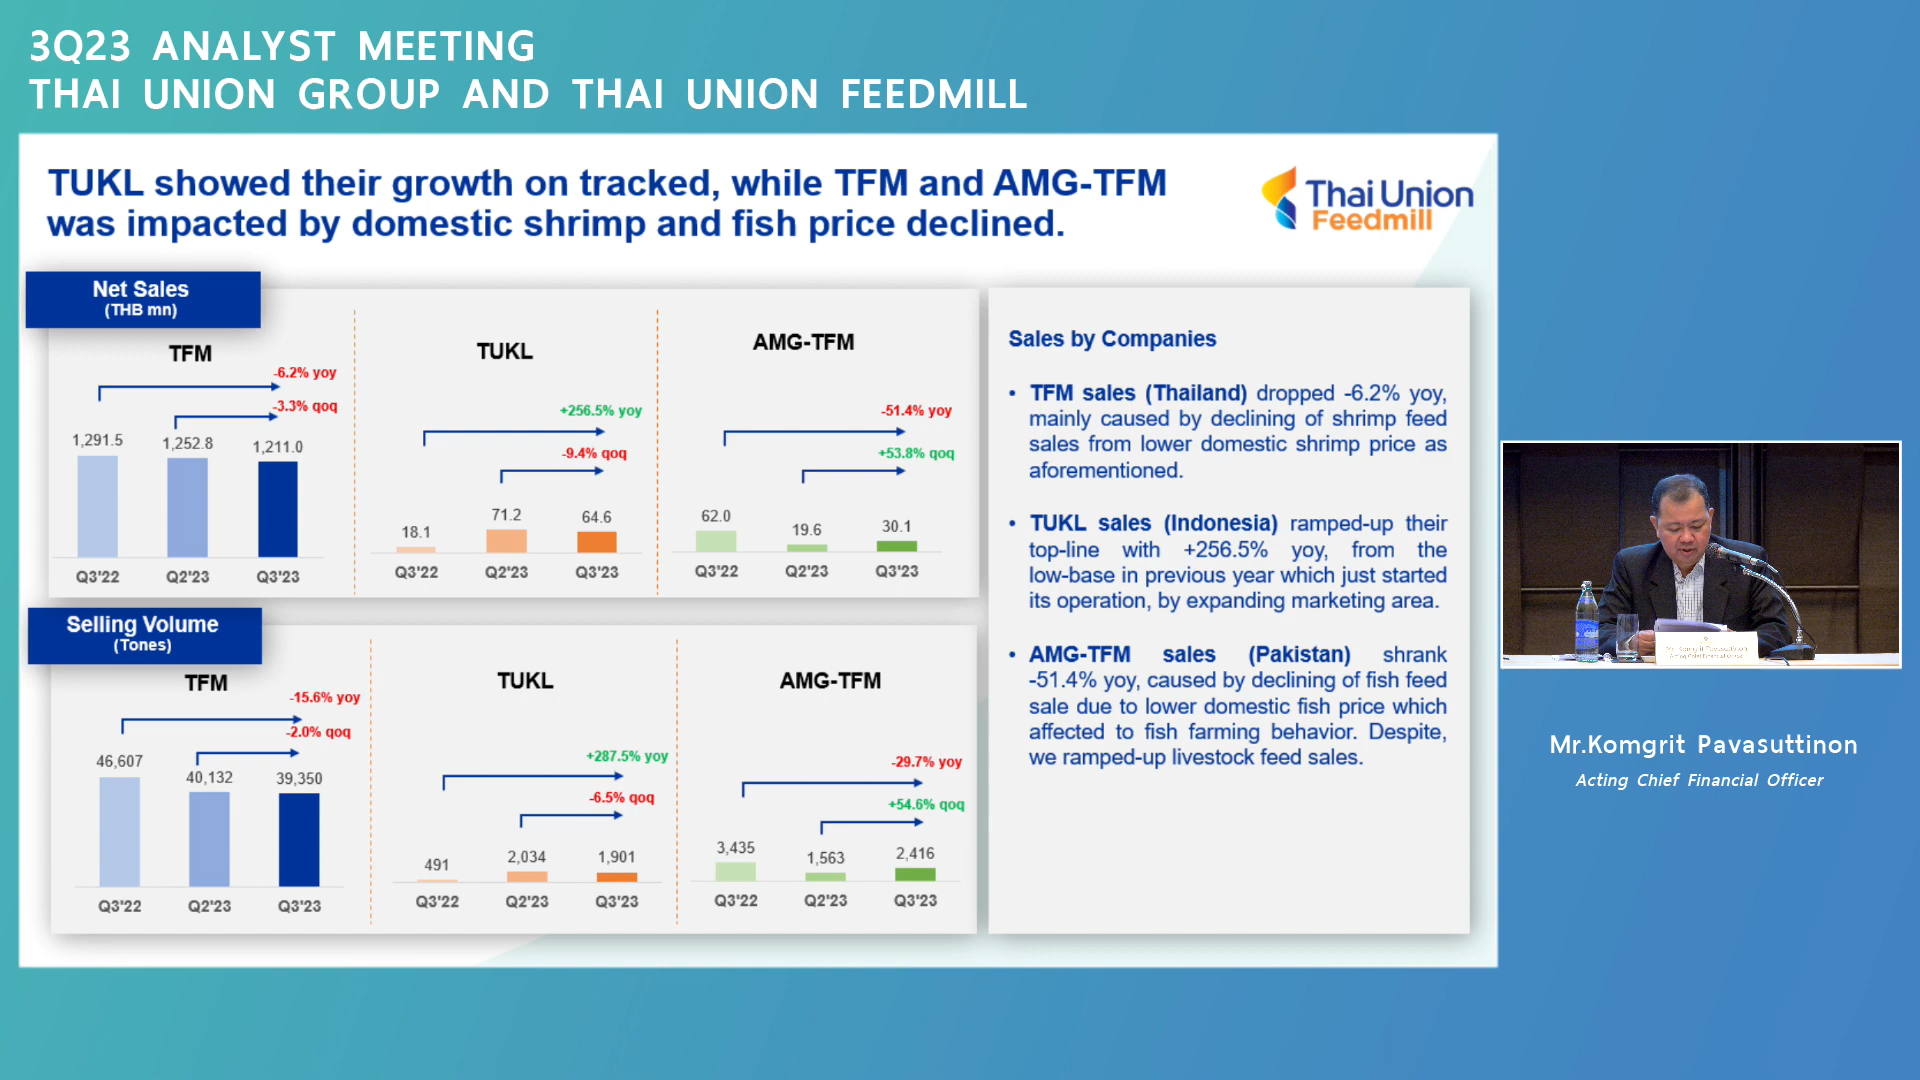 3Q23 ANALYST MEETING
THAI UNION GROUP AND THAI UNION FEEDMILL
TUKL showed their growth on tracked, while TFM and AMG-TFM
was impacted by domestic shrimp and fish price declined.
Thai Union
Feedmill
Net Sales
(THB mn)
TFM
-6.2% yoy
-3.3% qoq
1,291.5
1,252.8
1,211.0
Q3'22
Q2'23
Q3'23
TUKL
+256.5% yoy
-9.4% qoq
18.1
71.2
64.6
Q3'22
Q2'23
Q3'23
AMG-TFM
-51.4% yoy
+53.8% qoq
62.0
19.6
30.1
Q3'22
Q2'23
Q3'23
Selling Volume
(Tones)
TFM
-15.6% yoy
-2.0% qoq
46,607
40,132
39,350
Q3'22
Q2'23
Q3'23
TUKL
+287.5% yoy
-6.5% qoq
491
2,034
1,901
Q3'22
Q2'23
Q3'23
AMG-TFM
-29.7% yoy
+54.6% qoq
3,435
1,563
2,416
Q3'22
Q2'23
Q3'23
Sales by Companies
• TFM sales (Thailand) dropped -6.2% yoy,
mainly caused by declining of shrimp feed
sales from lower domestic shrimp price as
aforementioned.
• TUKL sales (Indonesia) ramped-up their
top-line with +256.5% yoy, from the
low-base in previous year which just started
its operation, by expanding marketing area.
• AMG-TFM sales (Pakistan) shrank
-51.4% yoy, caused by declining of fish feed
sale due to lower domestic fish price which
affected to fish farming behavior. Despite,
we ramped-up livestock feed sales.
Mr. Komgrit Pavasuttinon
Acting Chief Financial Officer
Mr.Komgrit Pavasuttinon
Acting Chief Financial Officer